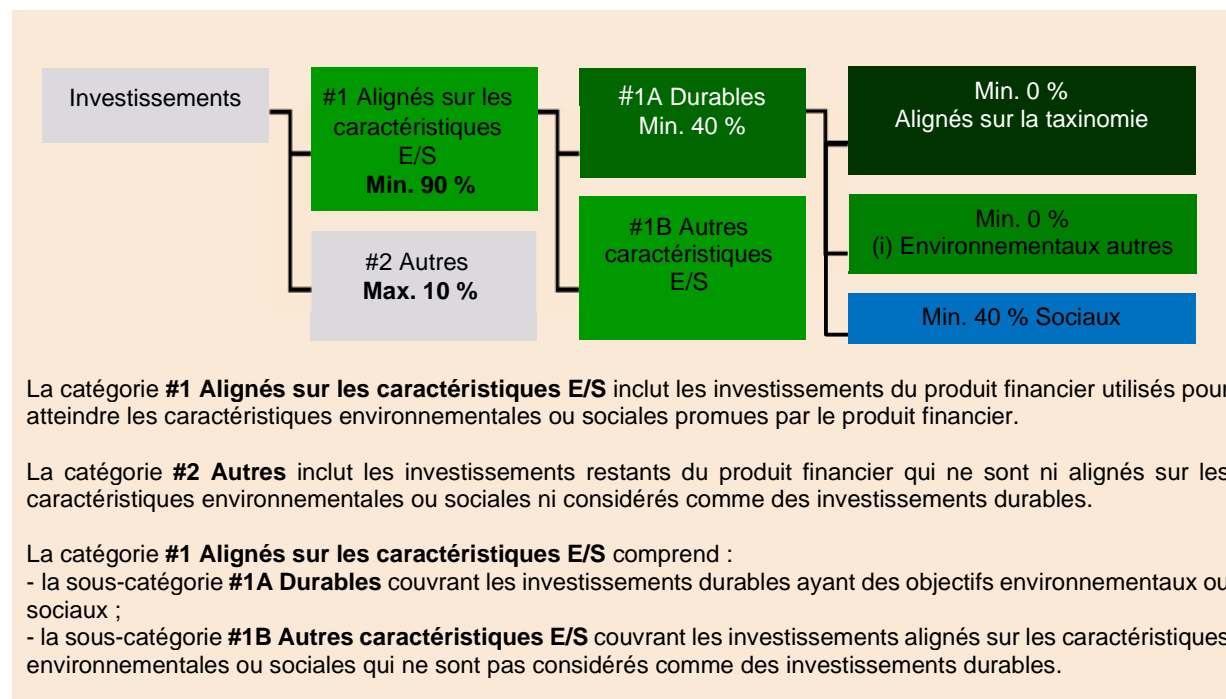 Investissements
#1 Alignés sur les
caractéristiques
E/S
Min. 90 %
#2 Autres
Max. 10 %
#1A Durables
Min. 40 %
#1B Autres
caractéristiques
E/S
Min. 0 %
Alignés sur la taxinomie
Min. 0 %
(i) Environnementaux autres
Min. 40 % Sociaux
La catégorie #1 Alignés sur les caractéristiques E/S inclut les investissements du produit financier utilisés pour
atteindre les caractéristiques environnementales ou sociales promues par le produit financier.
La catégorie #2 Autres inclut les investissements restants du produit financier qui ne sont ni alignés sur les
caractéristiques environnementales ou sociales ni considérés comme des investissements durables.
La catégorie #1 Alignés sur les caractéristiques E/S comprend :
- la sous-catégorie #1A Durables couvrant les investissements durables ayant des objectifs environnementaux ou
sociaux ;
- la sous-catégorie #1B Autres caractéristiques E/S couvrant les investissements alignés sur les caractéristiques
environnementales ou sociales qui ne sont pas considérés comme des investissements durables.